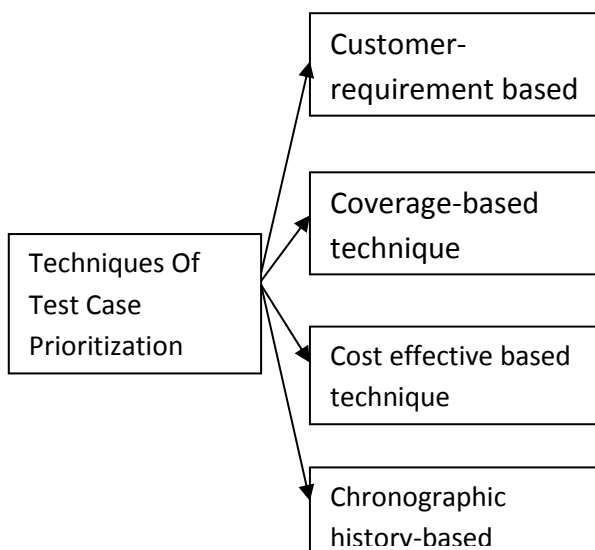 Customer-
requirement based
Coverage-based
technique
Techniques Of
Test Case
Prioritization
Cost effective based
technique
Chronographic
history-based